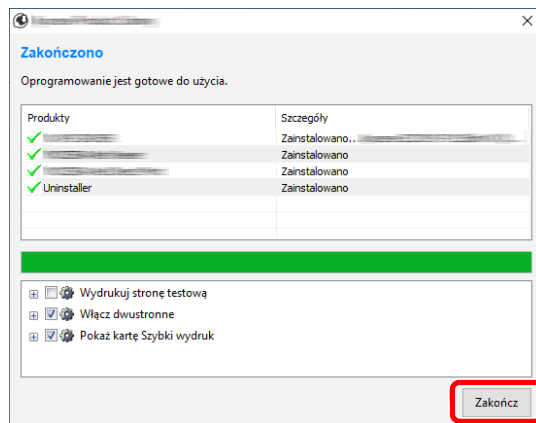 Zakończono
Oprogramowanie jest gotowe do użycia.
Produkty Szczegóły
Zainstalowano..
Zainstalowano
Zainstalowano
Uninstaller Zainstalowano
Wydrukuj stronę testową
Włącz dwustronne
Pokaż kartę Szybki wydruk
Zakończ